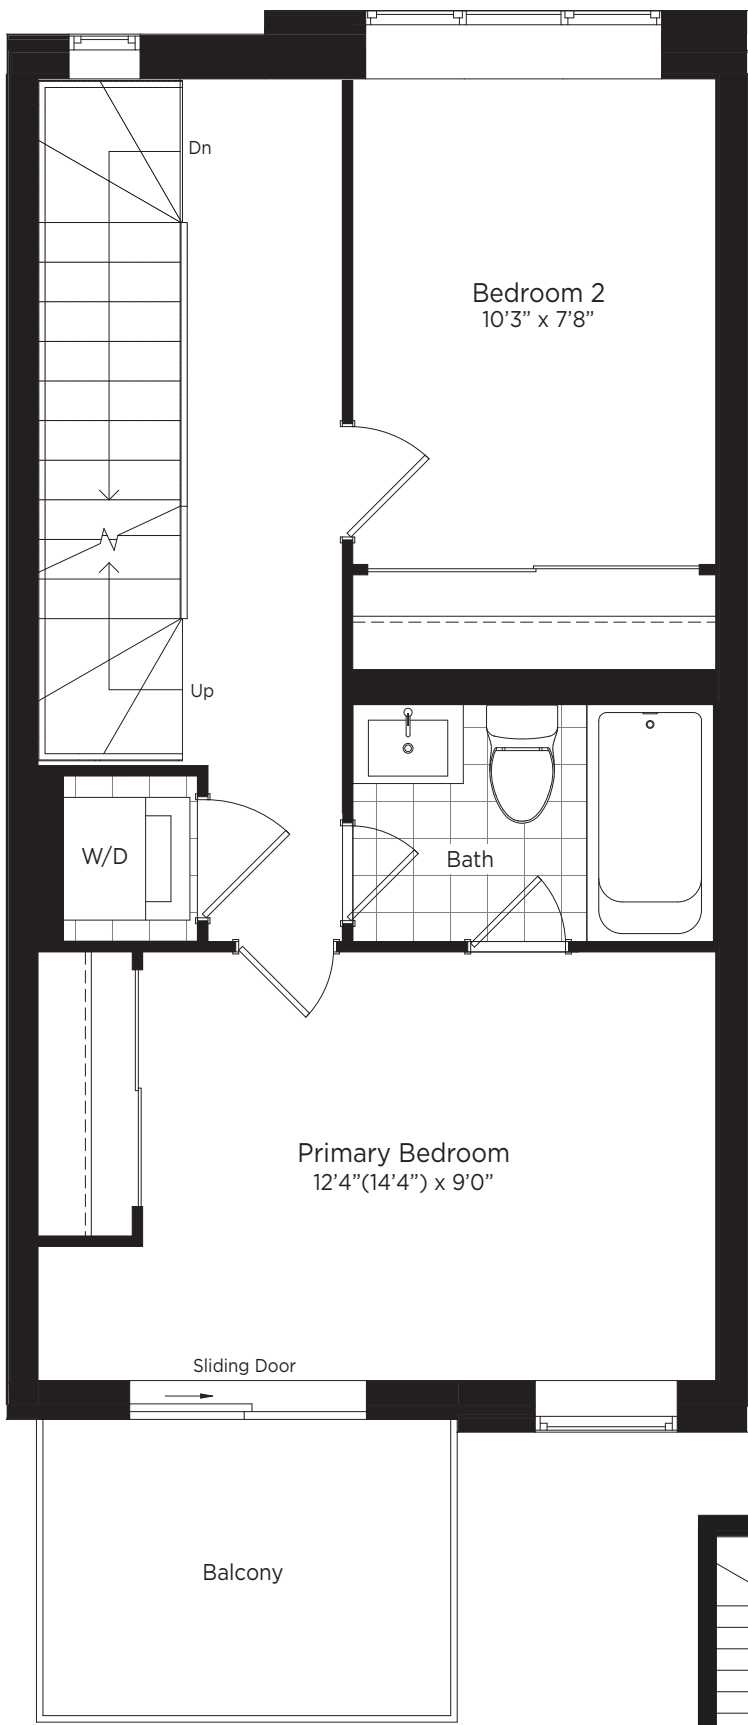 Dn
Bedroom 2
10’3” x 7’8”
Up
W/D
Bath
Primary Bedroom
12’4”(14’4”) x 9’0”
Sliding Door
Balcony